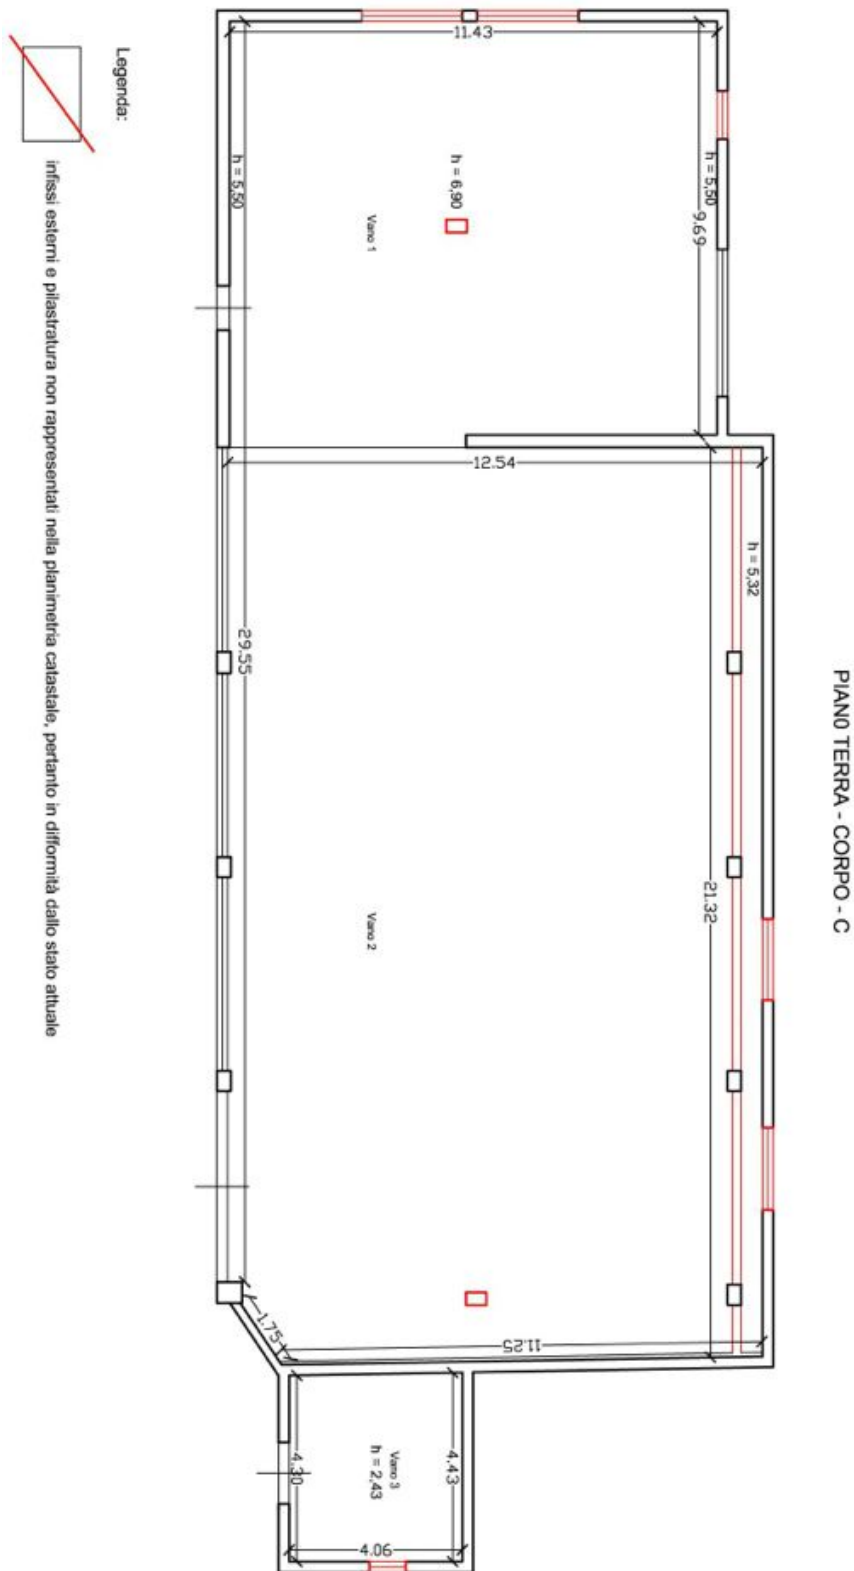 PIAN0 TERRA - CORPO - C
11.43
h = 5,50
9.69
h = 6,90
Vano 1
h = 5,50
12.54
h = 5,32
29.55
21.32
Vano 2
1.75
11.25
4.43
Vano 3
h = 2,43
4.30
4.06
Legenda:
infissi esterni e pilastratura non rappresentati nella planimetria catastale, pertanto in difformità dallo stato attuale